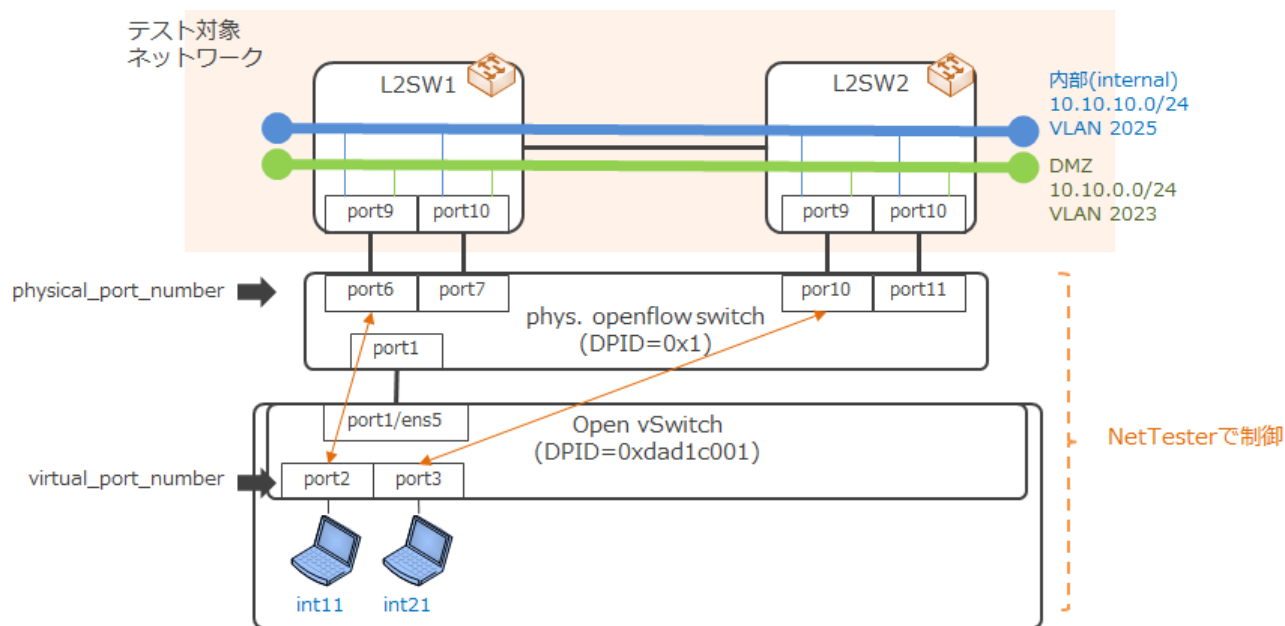 テスト対象
ネットワーク
L2SW1
L2SW2
内部(internal)
10.10.10.0/24
VLAN 2025
DMZ
10.10.0.0/24
VLAN 2023
port9
port10
port9
port10
physical_port_number
port6
port7
por10
port11
phys. openflow switch
(DPID=0x1)
port1
port1/ens5
Open vSwitch
(DPID=0xdad1c001)
NetTesterで制御
virtual_port_number
port2
port3
int11
int21